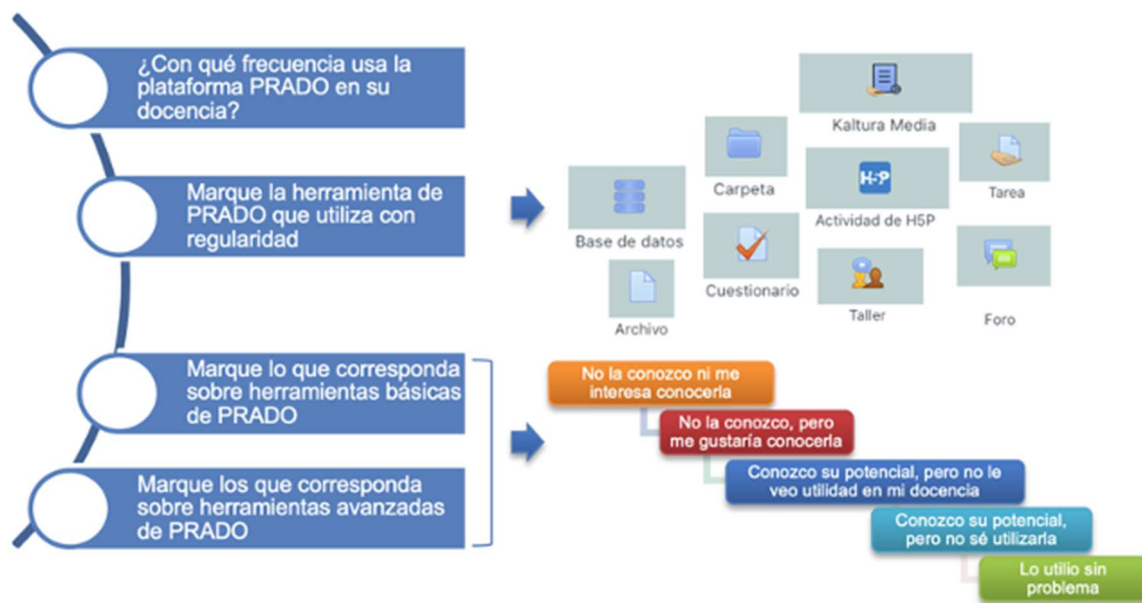 ¿Con qué frecuencia usa la
plataforma PRADO en su
docencia?
Marque la herramienta de
PRADO que utiliza con
regularidad
Kaltura Media
Carpeta
H-P
Actividad de H5P
Tarea
Base de datos
Cuestionario
Taller
Foro
Archivo
Marque lo que corresponda
sobre herramientas básicas
de PRADO
Marque los que corresponda
sobre herramientas avanzadas
de PRADO
No la conozco ni me
interesa conocerla
No la conozco, pero
me gustaría conocerla
Conozco su potencial, pero no le
veo utilidad en mi docencia
Conozco su potencial,
pero no sé utilizarla
Lo utilio sin
problema